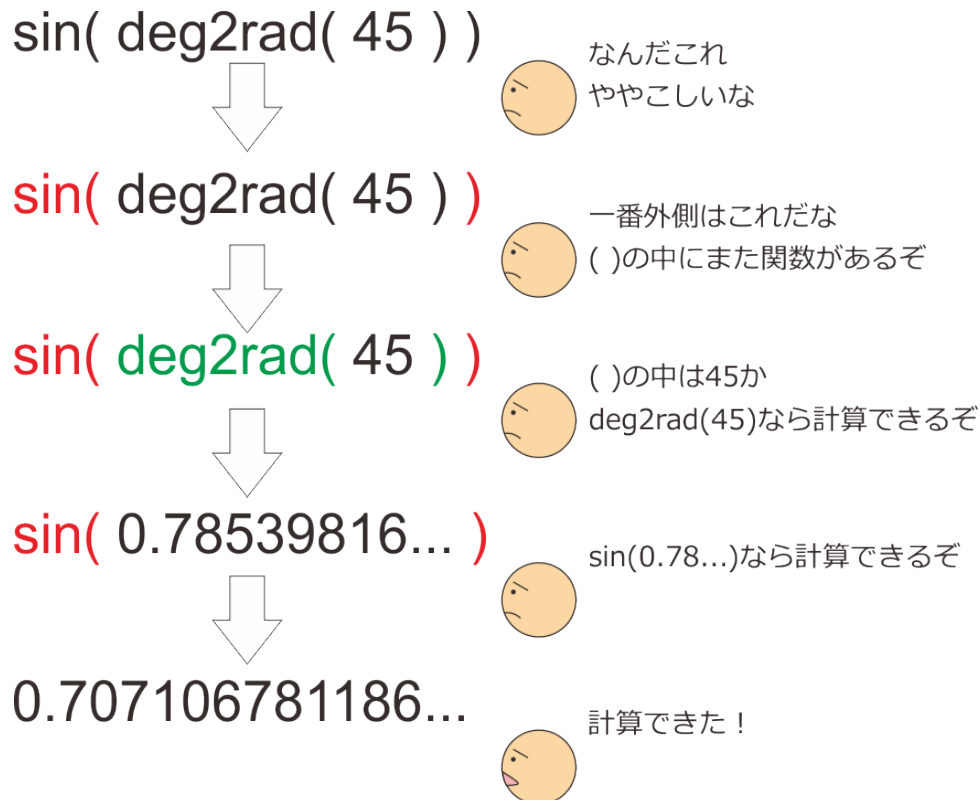 sin( deg2rad( 45 ) )
なんだこれ
ややこしいな
sin( deg2rad( 45 ) )
一番外側はこれだな
( )の中にまた関数があるぞ
sin( deg2rad( 45 ) )
( )の中は45か
deg2rad(45)なら計算できるぞ
sin( 0.78539816... )
sin(0.78...)なら計算できるぞ
0.707106781186...
計算できた！